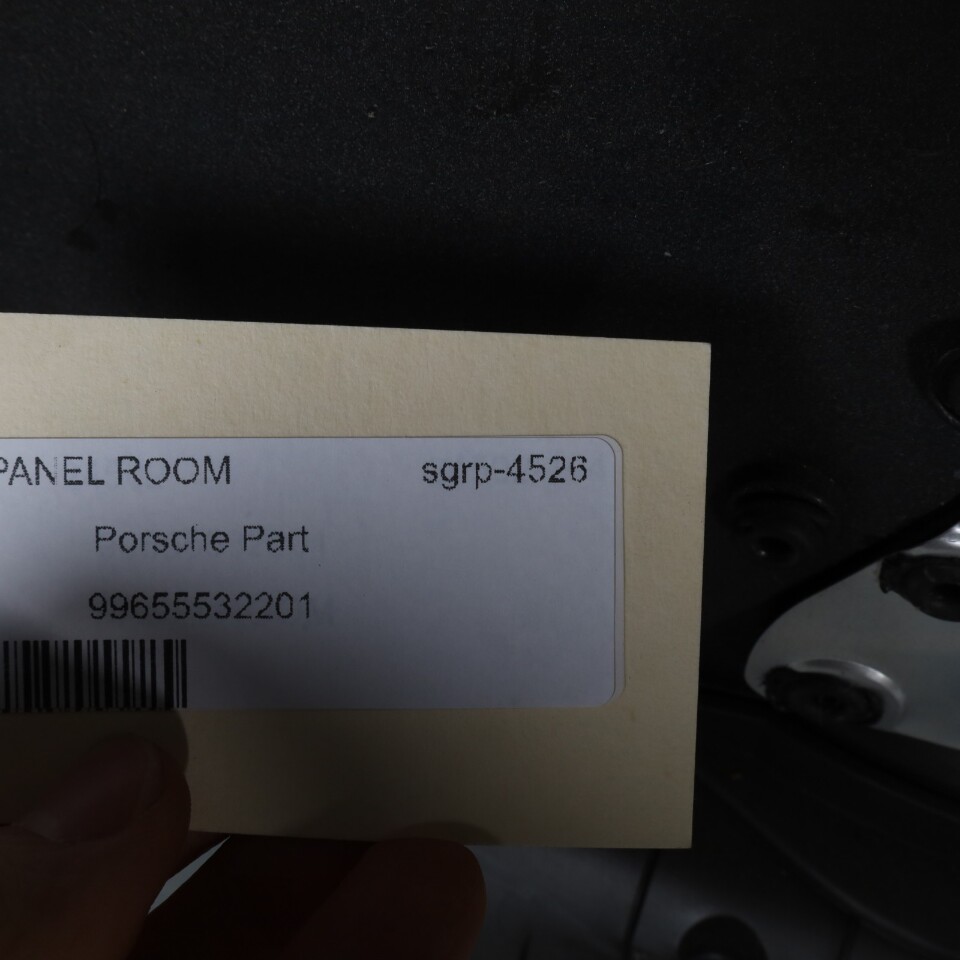 PANEL ROOM sgrp-4526
Porsche Part
99655532201